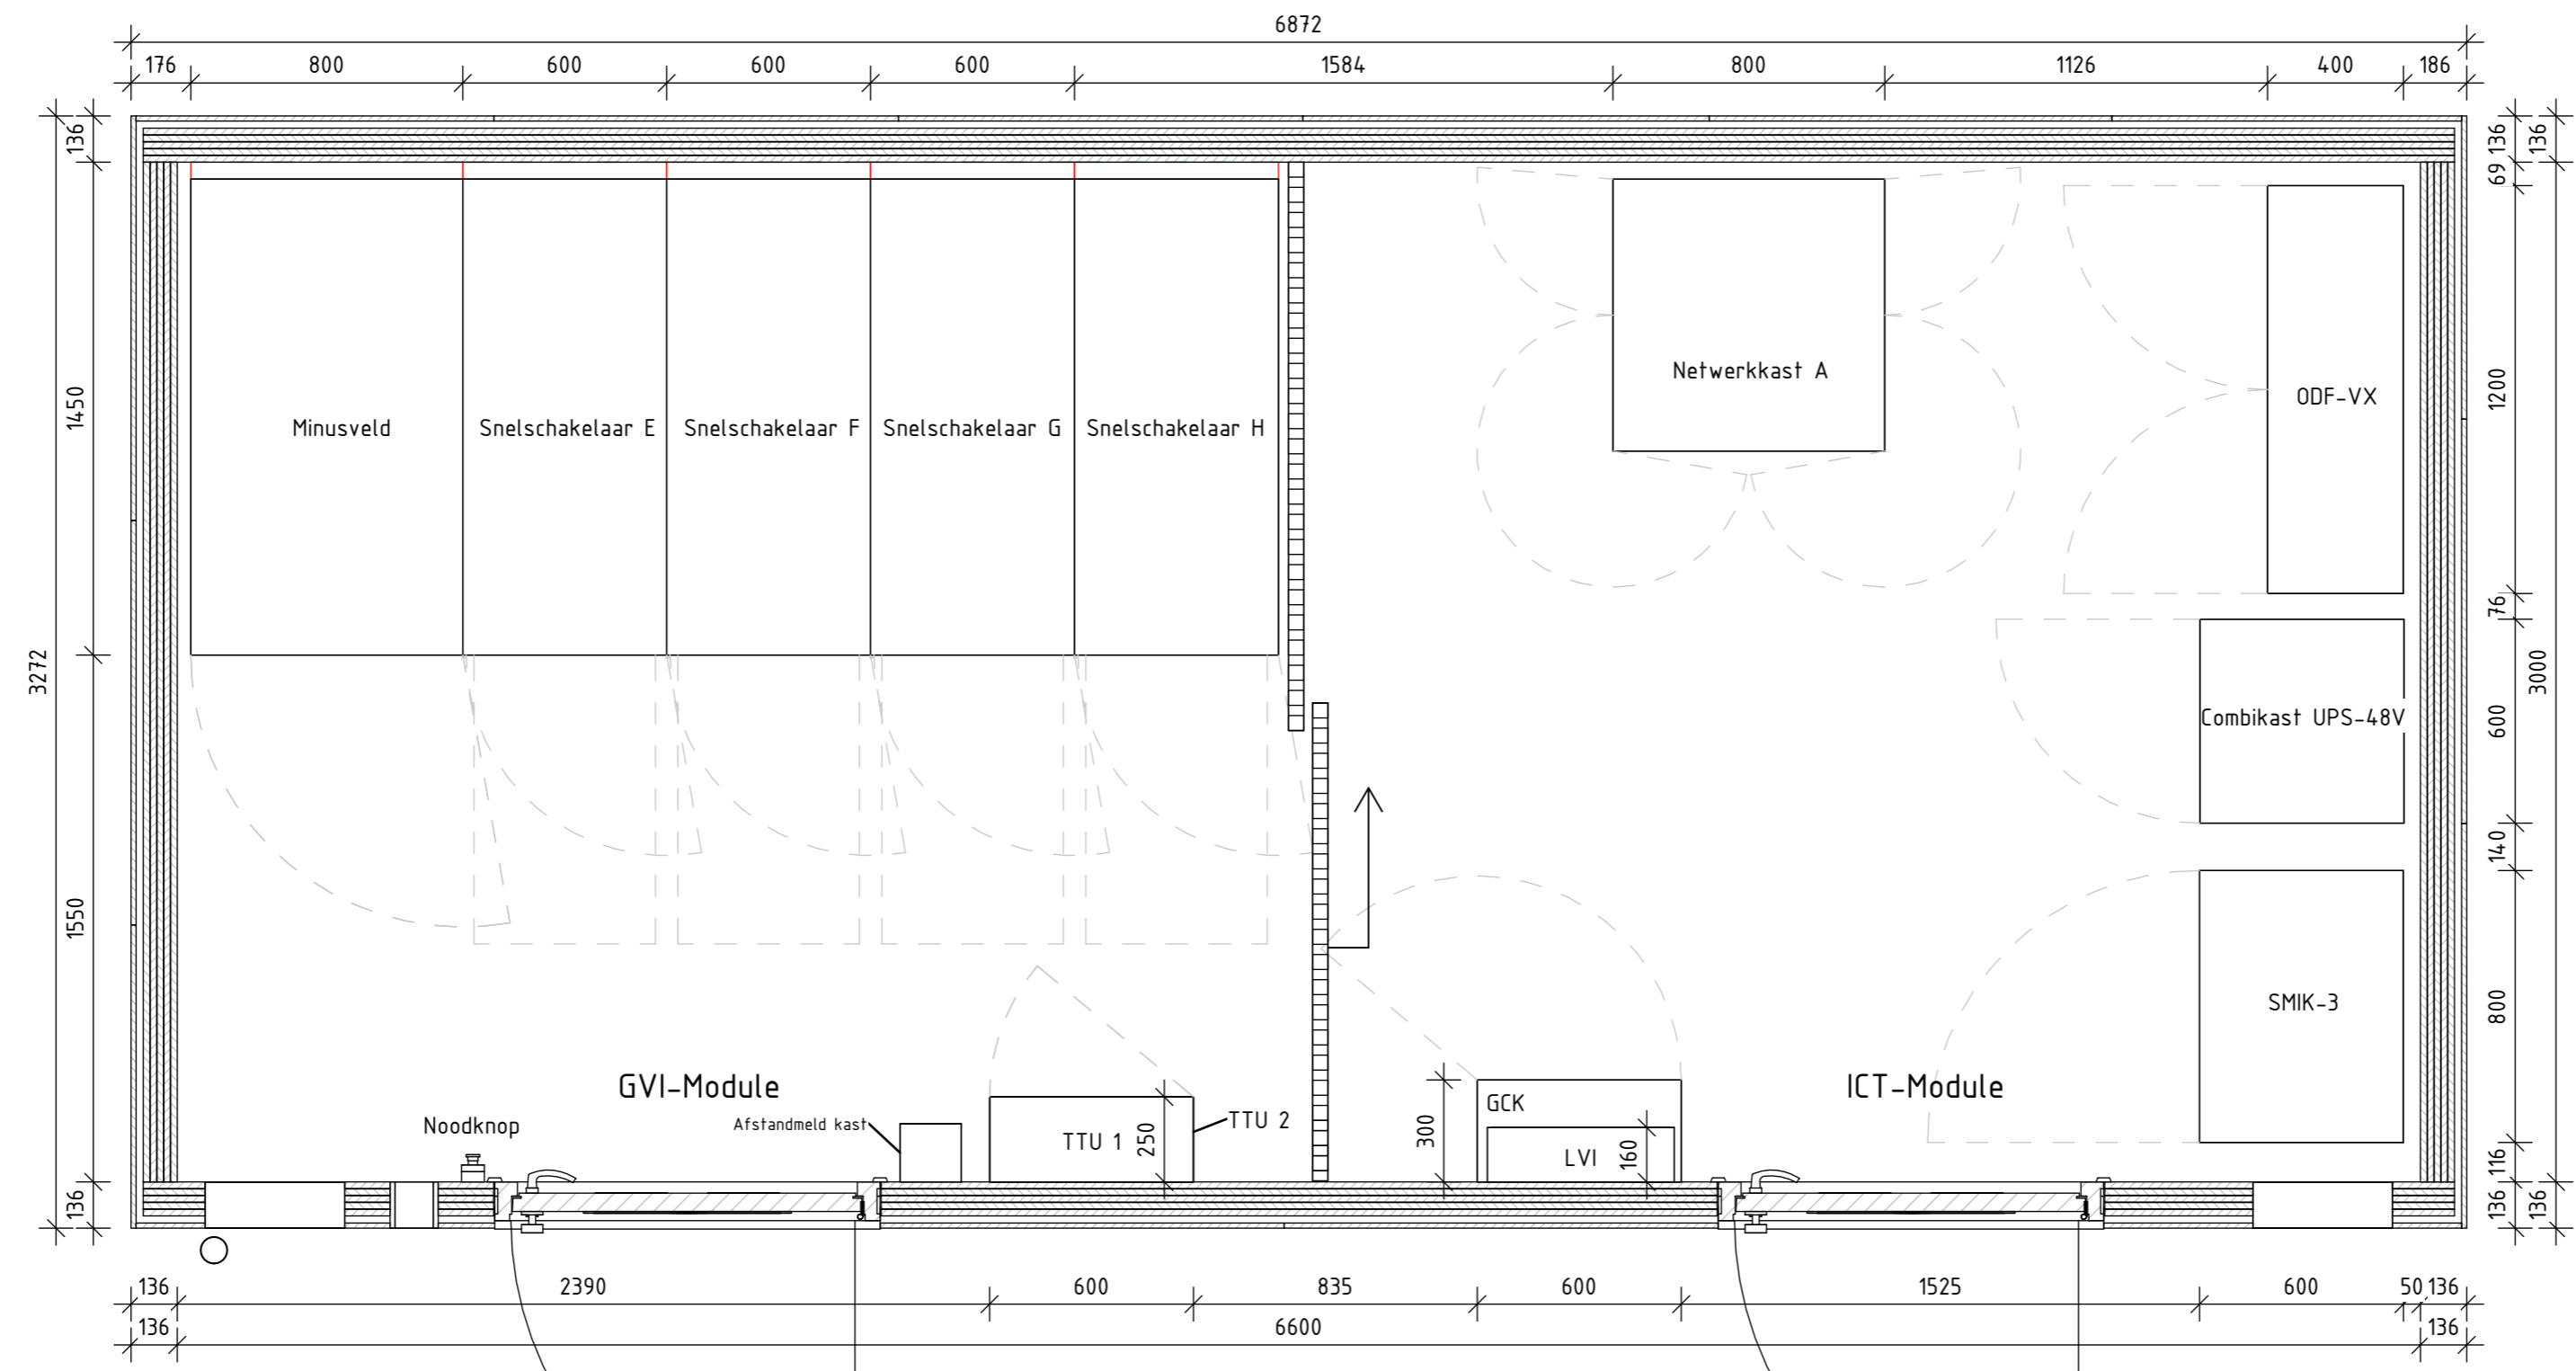 6872
176 800 600 600 600 1584 800 1126 400 186
136
1450
1550
136
3272
136
69
1200
76
600
140
800
116
136
136
3000
136
Minusveld
Snelschakelaar E
Snelschakelaar F
Snelschakelaar G
Snelschakelaar H
Netwerkkast A
ODF-VX
Combikast UPS-48V
SMIK-3
GVI-Module
ICT-Module
Noodknop
Afstandmeld kast
TTU 1
250
TTU 2
300
GCK
LVI
160
136 2390 600 835 600 1525 600 50 136
136 6600 136